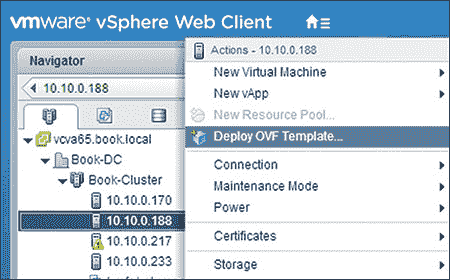 vmware vSphere Web Client
Navigator
10.10.0.188
vcva65.book.local
Book-DC
Book-Cluster
10.10.0.170
10.10.0.188
10.10.0.217
10.10.0.233
Actions - 10.10.0.188
New Virtual Machine
New vApp
New Resource Pool...
Deploy OVF Template...
Connection
Maintenance Mode
Power
Certificates
Storage